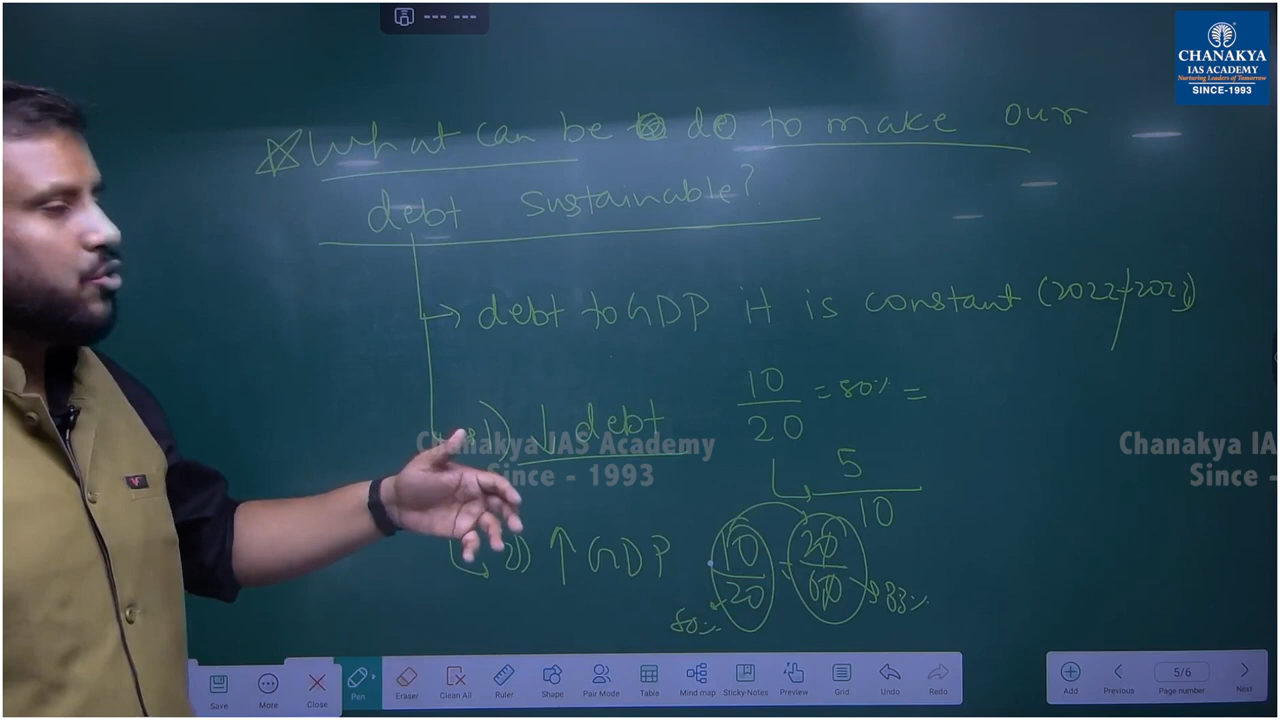 CHANAKYA
IAS ACADEMY
Nurturing Leaders of Tomorrow
SINCE-1993
What can be do to make our
debt sustainable?
debt to GDP it is constant (2022-2023)
1) ↓ debt
10
20
= 80% =
5
10
2) ↑ GDP
10
20
80%
20
60
33%
Chanakya IAS Academy
Since - 1993
Chanakya IA
Since -
Save
More
Close
Pen
Eraser
Clean All
Ruler
Shape
Pair Mode
Table
Mind map
Sticky-Notes
Preview
Grid
Undo
Redo
Add
Previous
5/6
Page number
Next